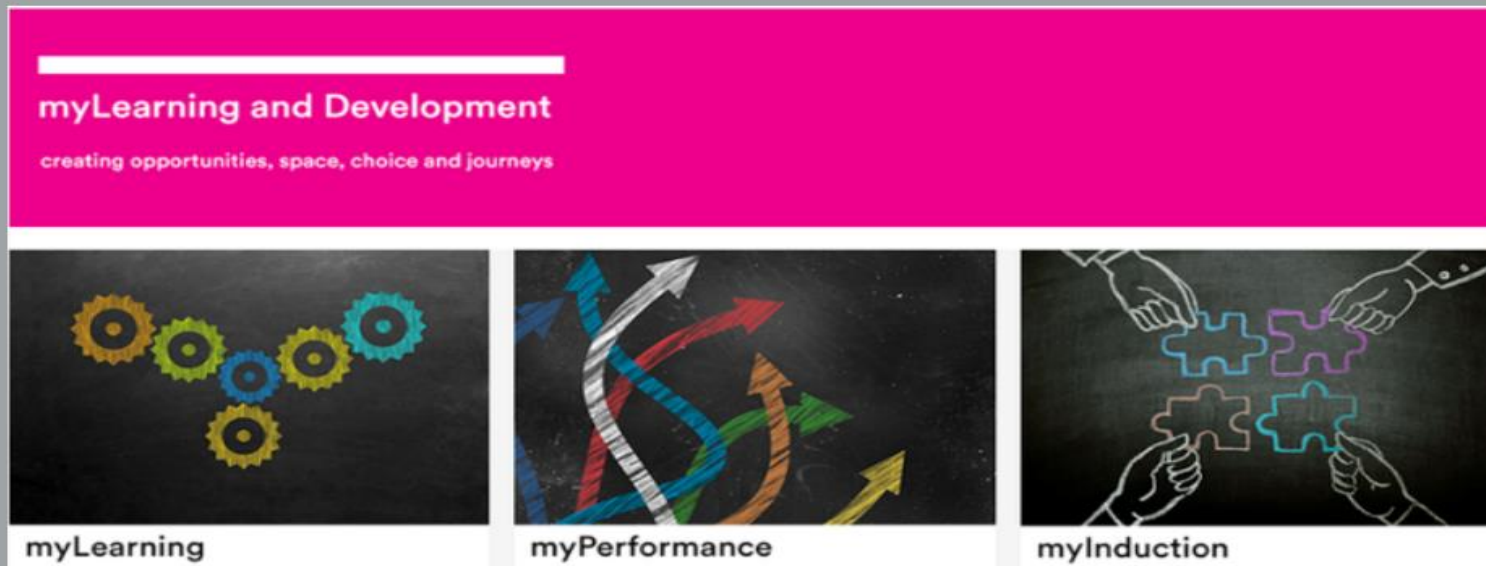 myLearning and Development
creating opportunities, space, choice and journeys
myLearning
myPerformance
myInduction